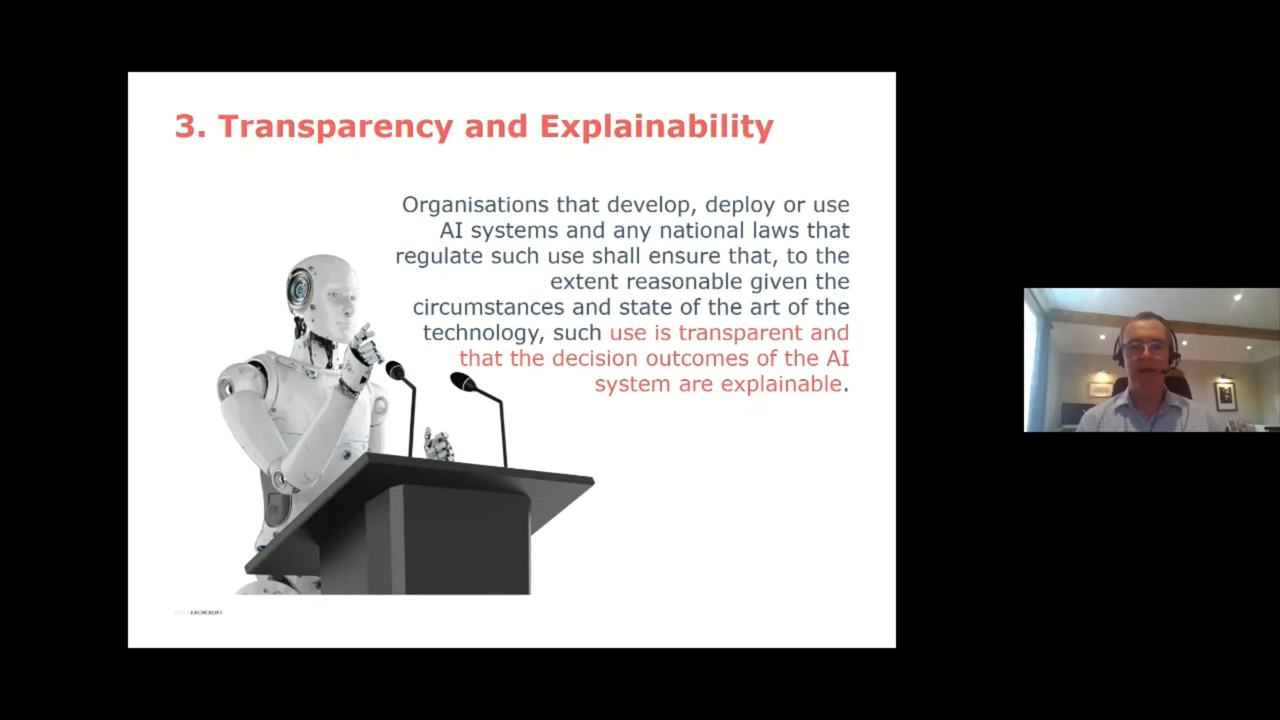 3. Transparency and Explainability
Organisations that develop, deploy or use
AI systems and any national laws that
regulate such use shall ensure that, to the
extent reasonable given the
circumstances and state of the art of the
technology, such use is transparent and
that the decision outcomes of the AI
system are explainable.